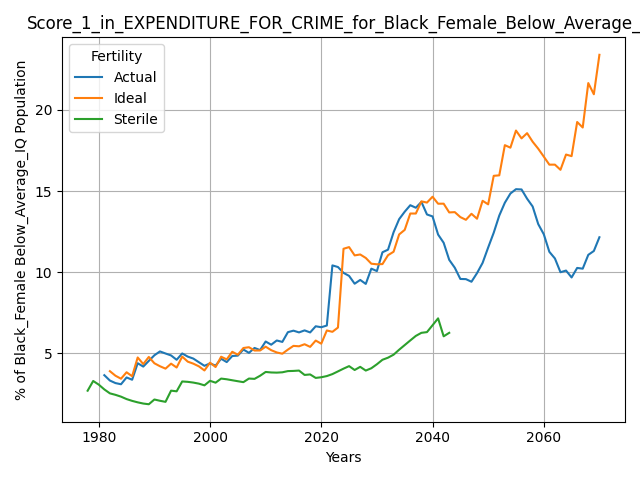 Score_1_in_EXPENDITURE_FOR_CRIME_for_Black_Female_Below_Average_
Fertility
Actual
Ideal
Sterile
% of Black_Female Below_Average_IQ Population
20
15
10
5
1980 2000 2020 2040 2060
Years